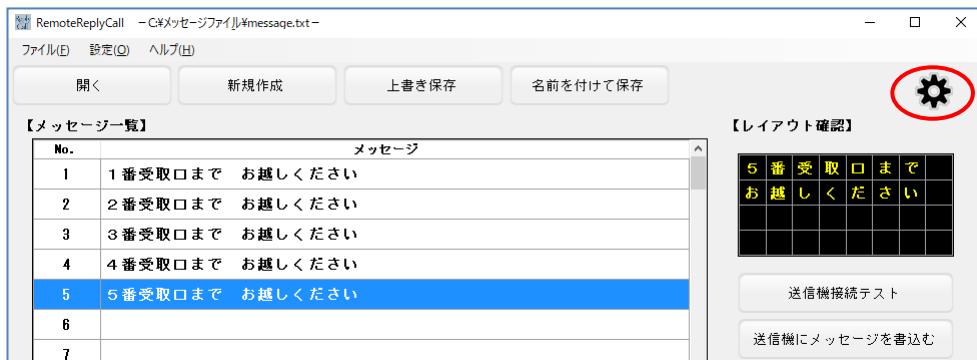 RemoteReplyCall －C:¥メッセージファイル¥message.txt－
ファイル(F) 設定(O) ヘルプ(H)
開く 新規作成 上書き保存 名前を付けて保存
【メッセージ一覧】 【レイアウト確認】
No. メッセージ
1 １番受取口まで　お越しください
2 ２番受取口まで　お越しください
3 ３番受取口まで　お越しください
4 ４番受取口まで　お越しください
5 ５番受取口まで　お越しください
6
7
５番受取口まで
お越しください
送信機接続テスト
送信機にメッセージを書込む